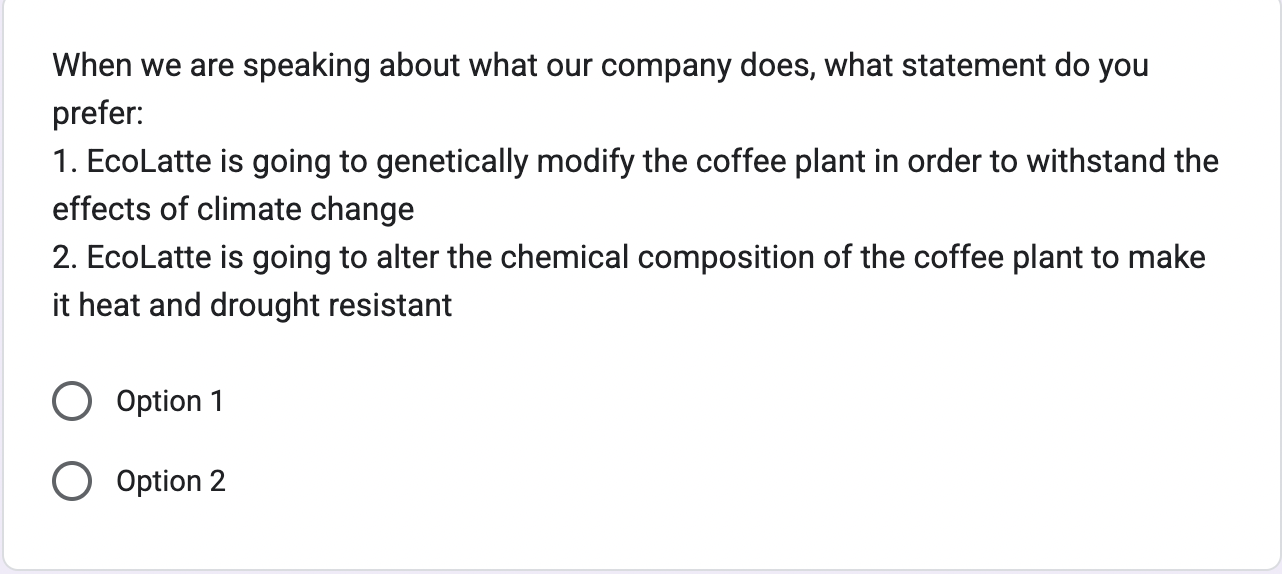 When we are speaking about what our company does, what statement do you
prefer:
1. EcoLatte is going to genetically modify the coffee plant in order to withstand the
effects of climate change
2. EcoLatte is going to alter the chemical composition of the coffee plant to make
it heat and drought resistant
Option 1
Option 2